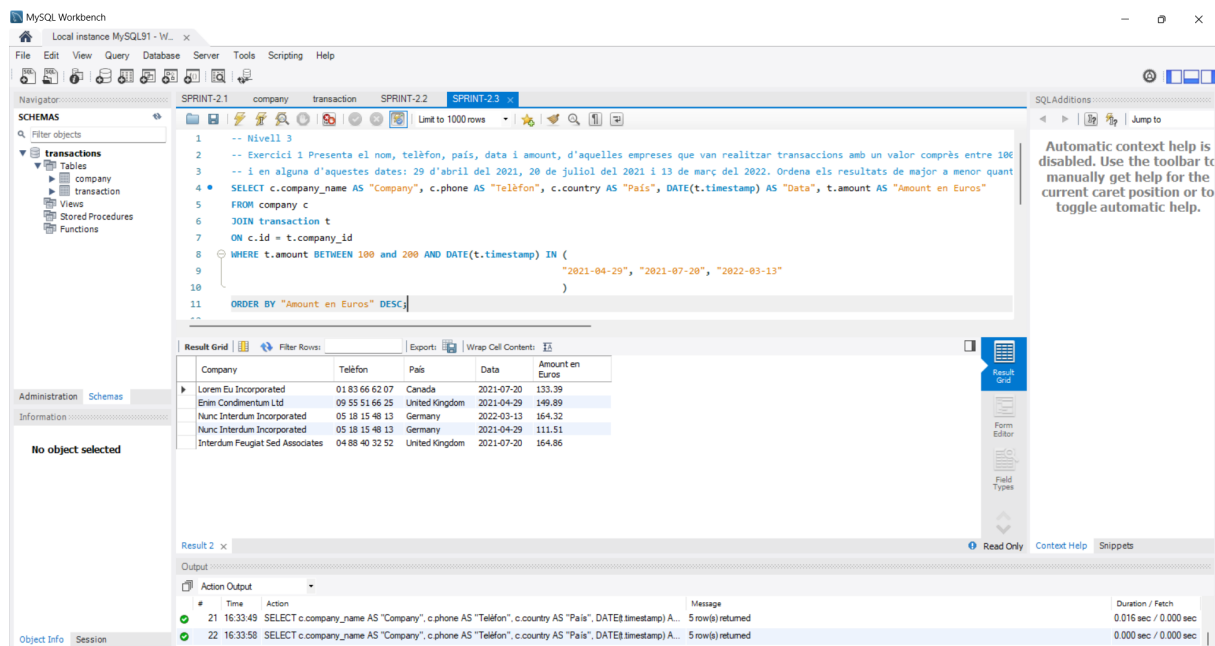 MySQL Workbench
Local instance MySQL91 - W...
File Edit View Query Database Server Tools Scripting Help
Navigator
SCHEMAS
Filter objects
transactions
Tables
company
transaction
Views
Stored Procedures
Functions
Administration Schemas
Information
No object selected
Object Info Session
SPRINT-2.1 company transaction SPRINT-2.2 SPRINT-2.3
Limit to 1000 rows
1 -- Nivell 3
2 -- Exercici 1 Presenta el nom, telèfon, país, data i amount, d'aquelles empreses que van realitzar transaccions amb un valor comprès entre 100
3 -- i en alguna d'aquestes dates: 29 d'abril del 2021, 20 de juliol del 2021 i 13 de març del 2022. Ordena els resultats de major a menor quant
4 SELECT c.company_name AS "Company", c.phone AS "Telèfon", c.country AS "País", DATE(t.timestamp) AS "Data", t.amount AS "Amount en Euros"
5 FROM company c
6 JOIN transaction t
7 ON c.id = t.company_id
8 WHERE t.amount BETWEEN 100 and 200 AND DATE(t.timestamp) IN (
9 "2021-04-29", "2021-07-20", "2022-03-13"
10 )
11 ORDER BY "Amount en Euros" DESC;
Result Grid Filter Rows: Export: Wrap Cell Content:
Company Telèfon País Data Amount en Euros
Lorem Eu Incorporated 01 83 66 62 07 Canada 2021-07-20 133.39
Enim Condimentum Ltd 09 55 51 66 25 United Kingdom 2021-04-29 149.89
Nunc Interdum Incorporated 05 18 15 48 13 Germany 2022-03-13 164.32
Nunc Interdum Incorporated 05 18 15 48 13 Germany 2021-04-29 111.51
Interdum Feugiat Sed Associates 04 88 40 32 52 United Kingdom 2021-07-20 164.86
Result Grid
Form Editor
Field Types
Result 2
Read Only
Output
Action Output
# Time Action Message Duration / Fetch
21 16:33:49 SELECT c.company_name AS "Company", c.phone AS "Telèfon", c.country AS "País", DATE(t.timestamp) A... 5 row(s) returned 0.016 sec / 0.000 sec
22 16:33:58 SELECT c.company_name AS "Company", c.phone AS "Telèfon", c.country AS "País", DATE(t.timestamp) A... 5 row(s) returned 0.000 sec / 0.000 sec
SQLAdditions
Jump to
Automatic context help is
disabled. Use the toolbar to
manually get help for the
current caret position or to
toggle automatic help.
Context Help Snippets